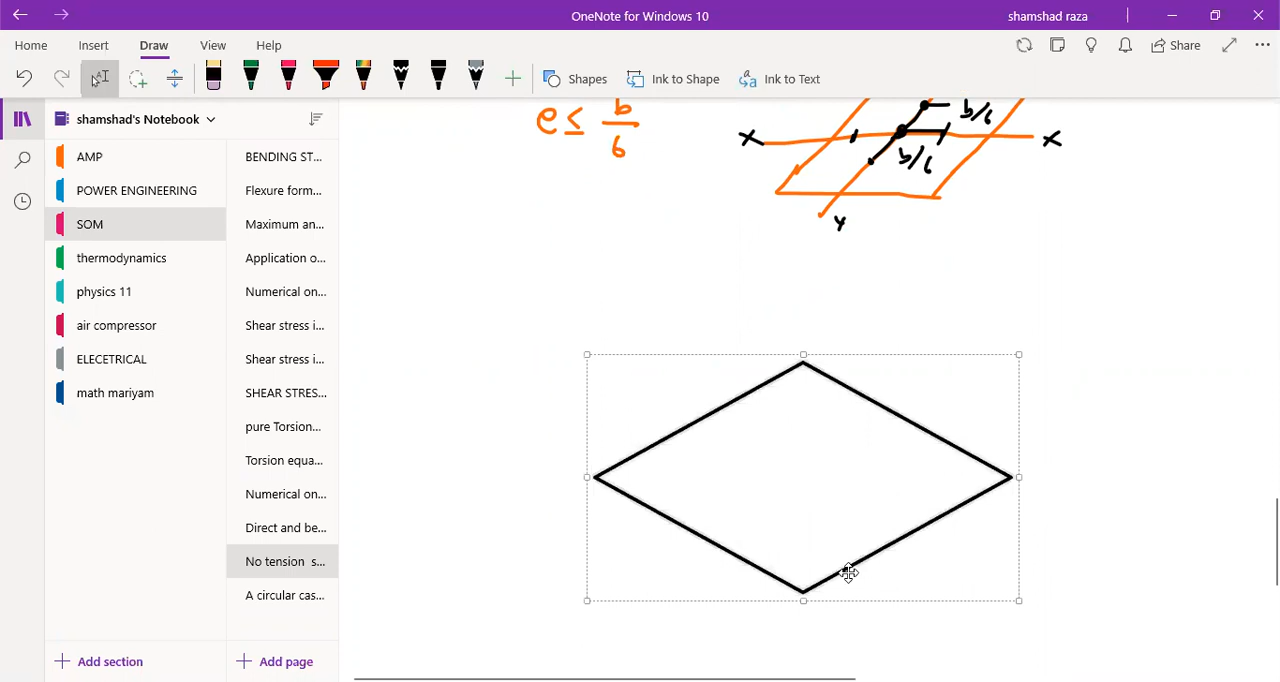 OneNote for Windows 10
shamshad raza
Home Insert Draw View Help
Share
Shapes Ink to Shape Ink to Text
shamshad's Notebook
AMP
POWER ENGINEERING
SOM
thermodynamics
physics 11
air compressor
ELECETRICAL
math mariyam
Add section
BENDING ST...
Flexure form...
Maximum an...
Application o...
Numerical on...
Shear stress i...
Shear stress i...
SHEAR STRES...
pure Torsion...
Torsion equa...
Numerical on...
Direct and be...
No tension s...
A circular cas...
Add page
e ≤ b/6
b/6
x x
b/6
y